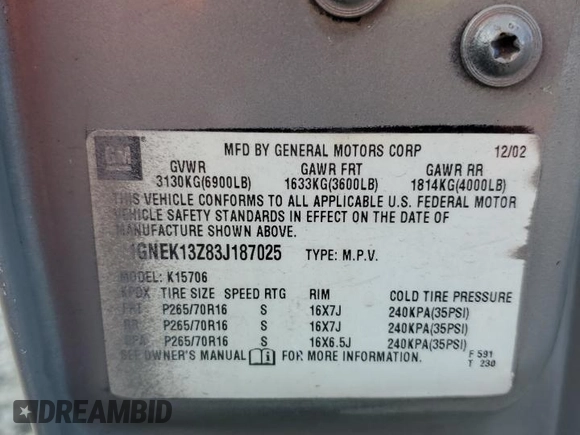 GM
MFD BY GENERAL MOTORS CORP 12/02
GVWR GAWR FRT GAWR RR
3130KG(6900LB) 1633KG(3600LB) 1814KG(4000LB)
THIS VEHICLE CONFORMS TO ALL APPLICABLE U.S. FEDERAL MOTOR
VEHICLE SAFETY STANDARDS IN EFFECT ON THE DATE OF
MANUFACTURE SHOWN ABOVE.
1GNEK13Z83J187025 TYPE: M.P.V.
MODEL: K15706
TIRE SIZE SPEED RTG RIM COLD TIRE PRESSURE
FRT P265/70R16 S 16X7J 240KPA(35PSI)
RR P265/70R16 S 16X7J 240KPA(35PSI)
SPA P265/70R16 S 16X6.5J 240KPA(35PSI)
SEE OWNER'S MANUAL FOR MORE INFORMATION.
F 591
T 230
DREAMBID